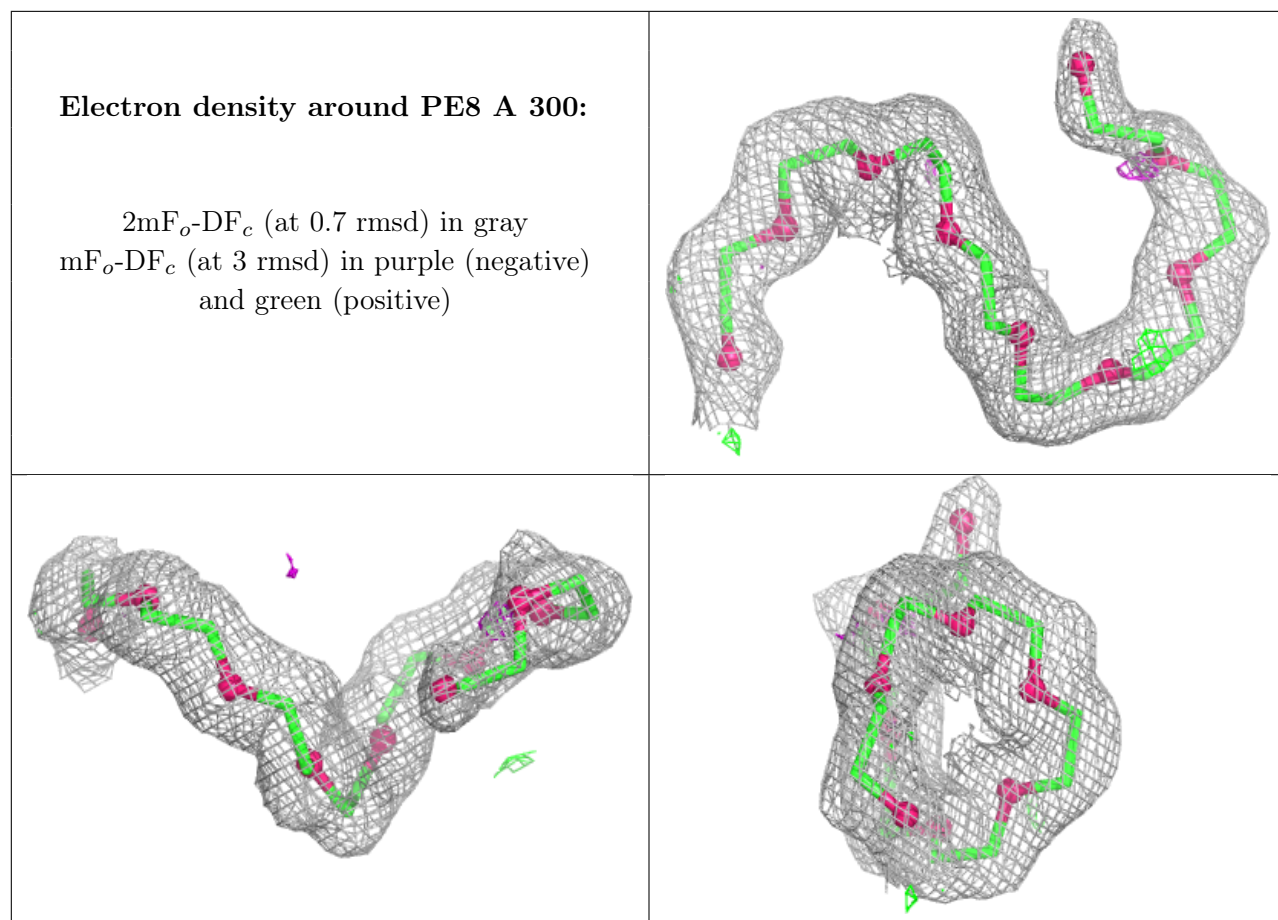 Electron density around PE8 A 300:
2mFo-DFc (at 0.7 rmsd) in gray
mFo-DFc (at 3 rmsd) in purple (negative)
and green (positive)